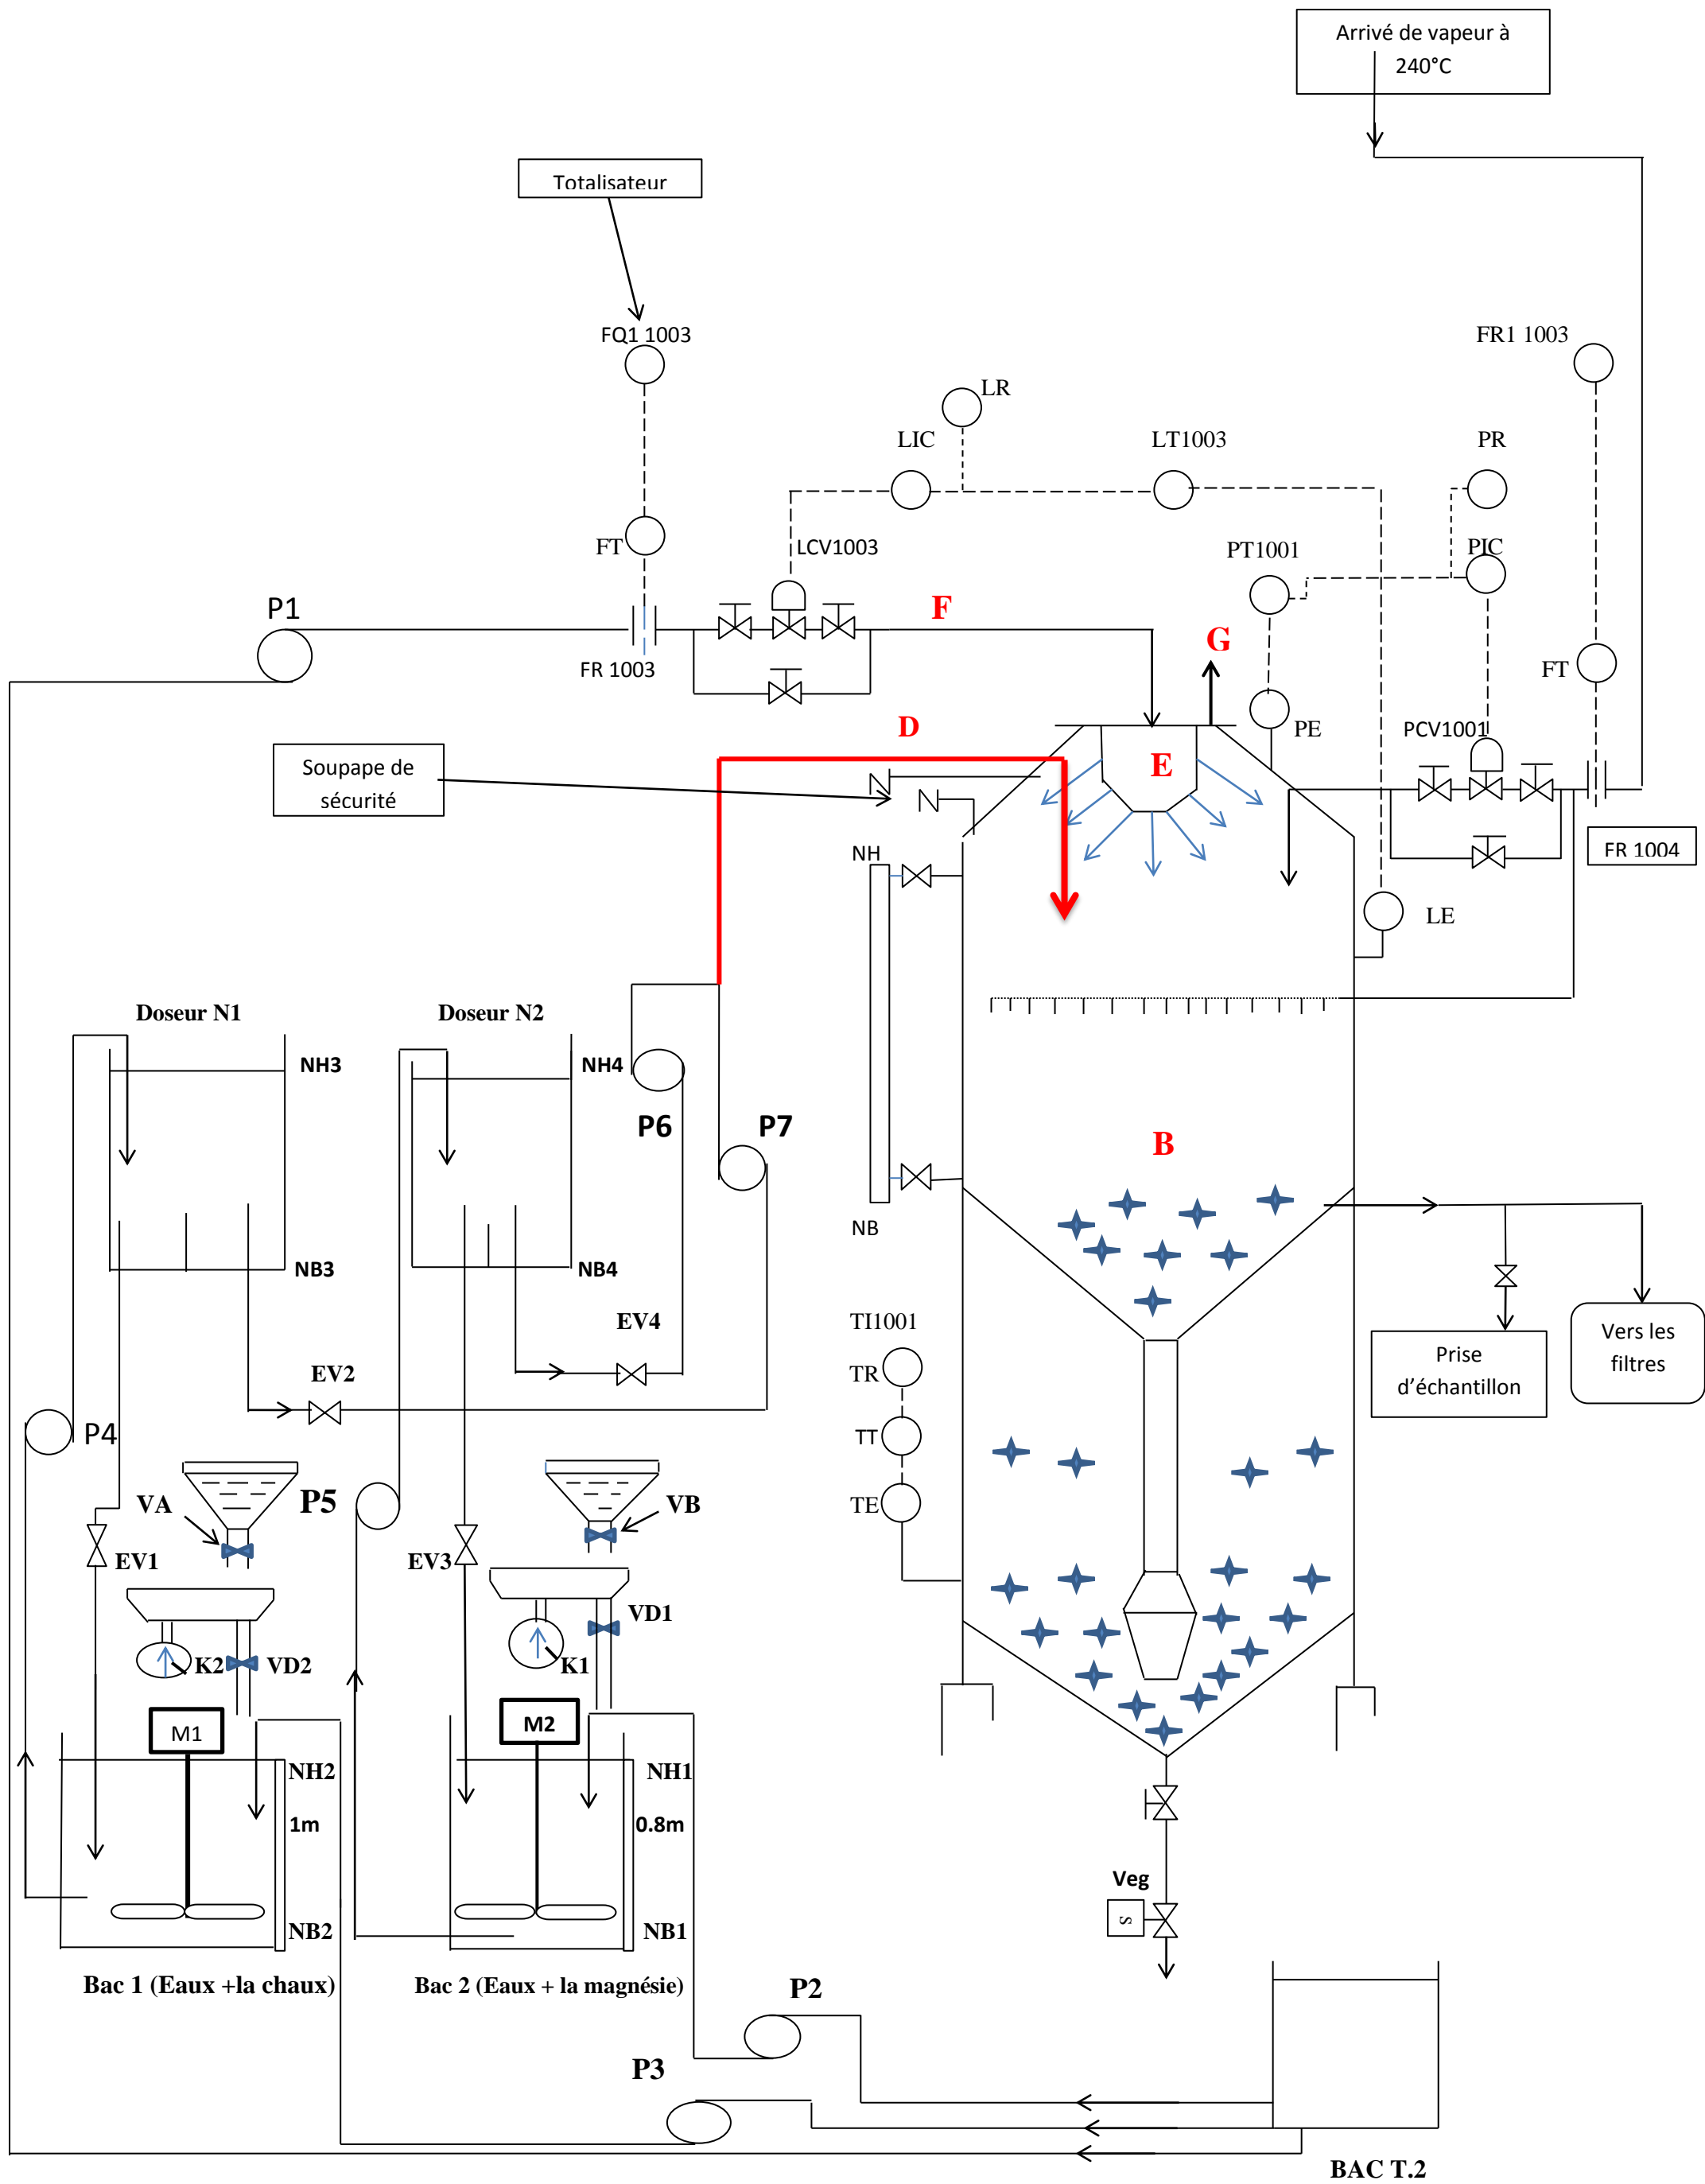 Arrivé de vapeur à
240°C
Totalisateur
FQ1 1003
FR1 1003
LR
LIC
LT1003
PR
FT
LCV1003
PT1001
PIC
P1
F
G
FR 1003
FT
D
PE
PCV1001
E
Soupape de
sécurité
NH
FR 1004
LE
Doseur N1
Doseur N2
NH3
NH4
P6
P7
B
NB
NB3
NB4
EV4
TI1001
EV2
TR
Vers les
filtres
Prise
d’échantillon
P4
TT
VA
P5
VB
TE
EV1
EV3
VD1
K2
VD2
K1
M1
M2
NH2
NH1
1m
0.8m
Veg
S
NB2
NB1
Bac 1 (Eaux +la chaux)
Bac 2 (Eaux + la magnésie)
P2
P3
BAC T.2